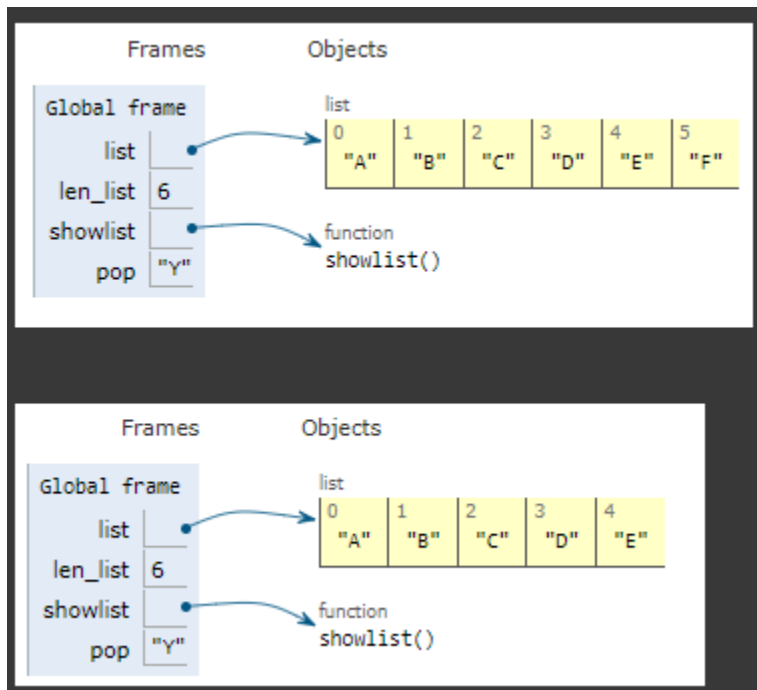 Frames Objects
Global frame
list
len_list 6
showlist
pop "Y"
list
0 1 2 3 4 5
"A" "B" "C" "D" "E" "F"
function
showlist()
Frames Objects
Global frame
list
len_list 6
showlist
pop "Y"
list
0 1 2 3 4
"A" "B" "C" "D" "E"
function
showlist()